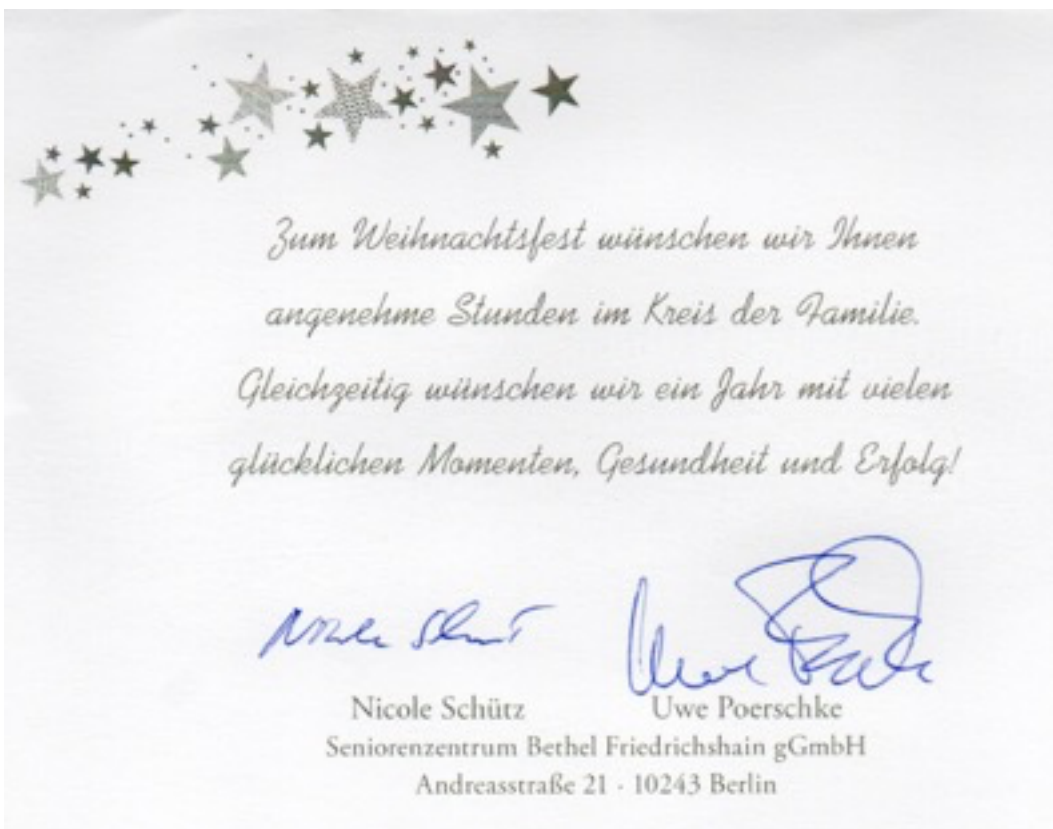 Zum Weihnachtsfest wünschen wir Ihnen
angenehme Stunden im Kreis der Familie.
Gleichzeitig wünschen wir ein Jahr mit vielen
glücklichen Momenten, Gesundheit und Erfolg!
Nicole Schütz Uwe Poerschke
Seniorenzentrum Bethel Friedrichshain gGmbH
Andreasstraße 21 · 10243 Berlin